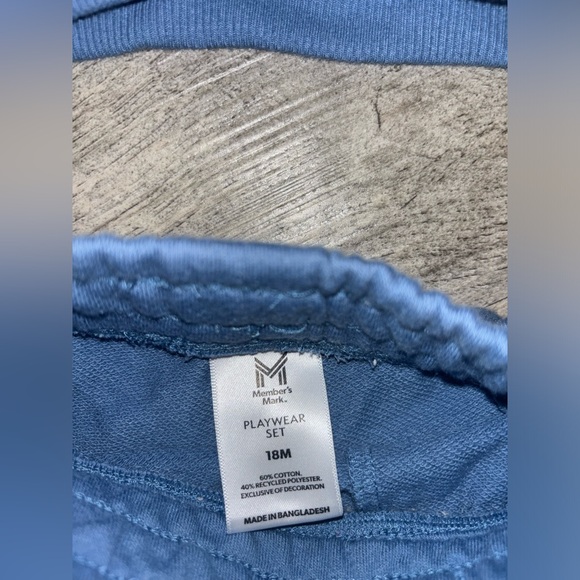 Member's
Mark.
PLAYWEAR
SET
18M
60% COTTON.
40% RECYCLED POLYESTER.
EXCLUSIVE OF DECORATION
MADE IN BANGLADESH